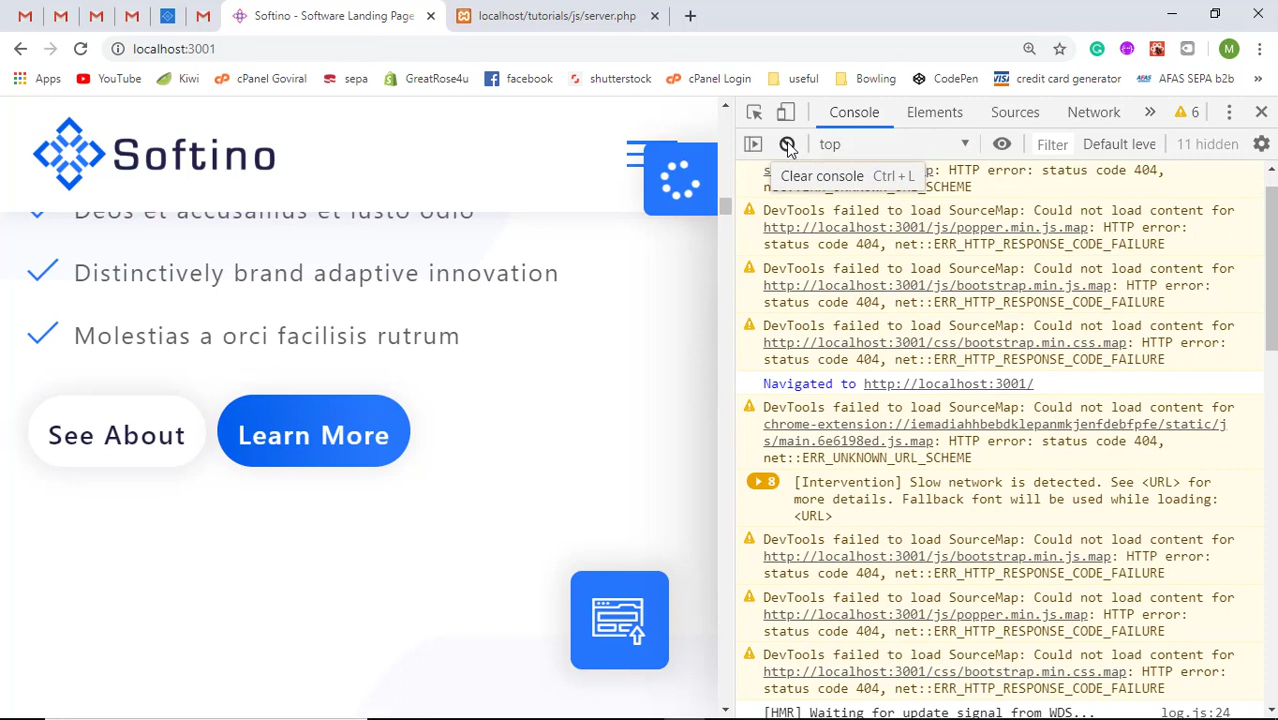 Softino - Software Landing Page
localhost/tutorials/js/server.php
localhost:3001
M
Apps YouTube Kiwi cPanel Goviral sepa GreatRose4u facebook shutterstock cPanel Login useful Bowling CodePen credit card generator AFAS SEPA b2b »
Softino
Deos et accusamus et iusto odio
Distinctively brand adaptive innovation
Molestias a orci facilisis rutrum
See About
Learn More
Console Elements Sources Network » 6
top Filter Default leve 11 hidden
Clear console Ctrl + L
HTTP error: status code 404,
DevTools failed to load SourceMap: Could not load content for
http://localhost:3001/js/popper.min.js.map: HTTP error:
status code 404, net::ERR_HTTP_RESPONSE_CODE_FAILURE
DevTools failed to load SourceMap: Could not load content for
http://localhost:3001/js/bootstrap.min.js.map: HTTP error:
status code 404, net::ERR_HTTP_RESPONSE_CODE_FAILURE
DevTools failed to load SourceMap: Could not load content for
http://localhost:3001/css/bootstrap.min.css.map: HTTP error:
status code 404, net::ERR_HTTP_RESPONSE_CODE_FAILURE
Navigated to http://localhost:3001/
DevTools failed to load SourceMap: Could not load content for
chrome-extension://iemadiahhbebdklepanmkjenfdebfpfe/static/j
s/main.6e6198ed.js.map: HTTP error: status code 404,
net::ERR_UNKNOWN_URL_SCHEME
8 [Intervention] Slow network is detected. See <URL> for
more details. Fallback font will be used while loading:
<URL>
DevTools failed to load SourceMap: Could not load content for
http://localhost:3001/js/bootstrap.min.js.map: HTTP error:
status code 404, net::ERR_HTTP_RESPONSE_CODE_FAILURE
DevTools failed to load SourceMap: Could not load content for
http://localhost:3001/js/popper.min.js.map: HTTP error:
status code 404, net::ERR_HTTP_RESPONSE_CODE_FAILURE
DevTools failed to load SourceMap: Could not load content for
http://localhost:3001/css/bootstrap.min.css.map: HTTP error:
status code 404, net::ERR_HTTP_RESPONSE_CODE_FAILURE
[HMR] Waiting for update signal from WDS... log.js:24